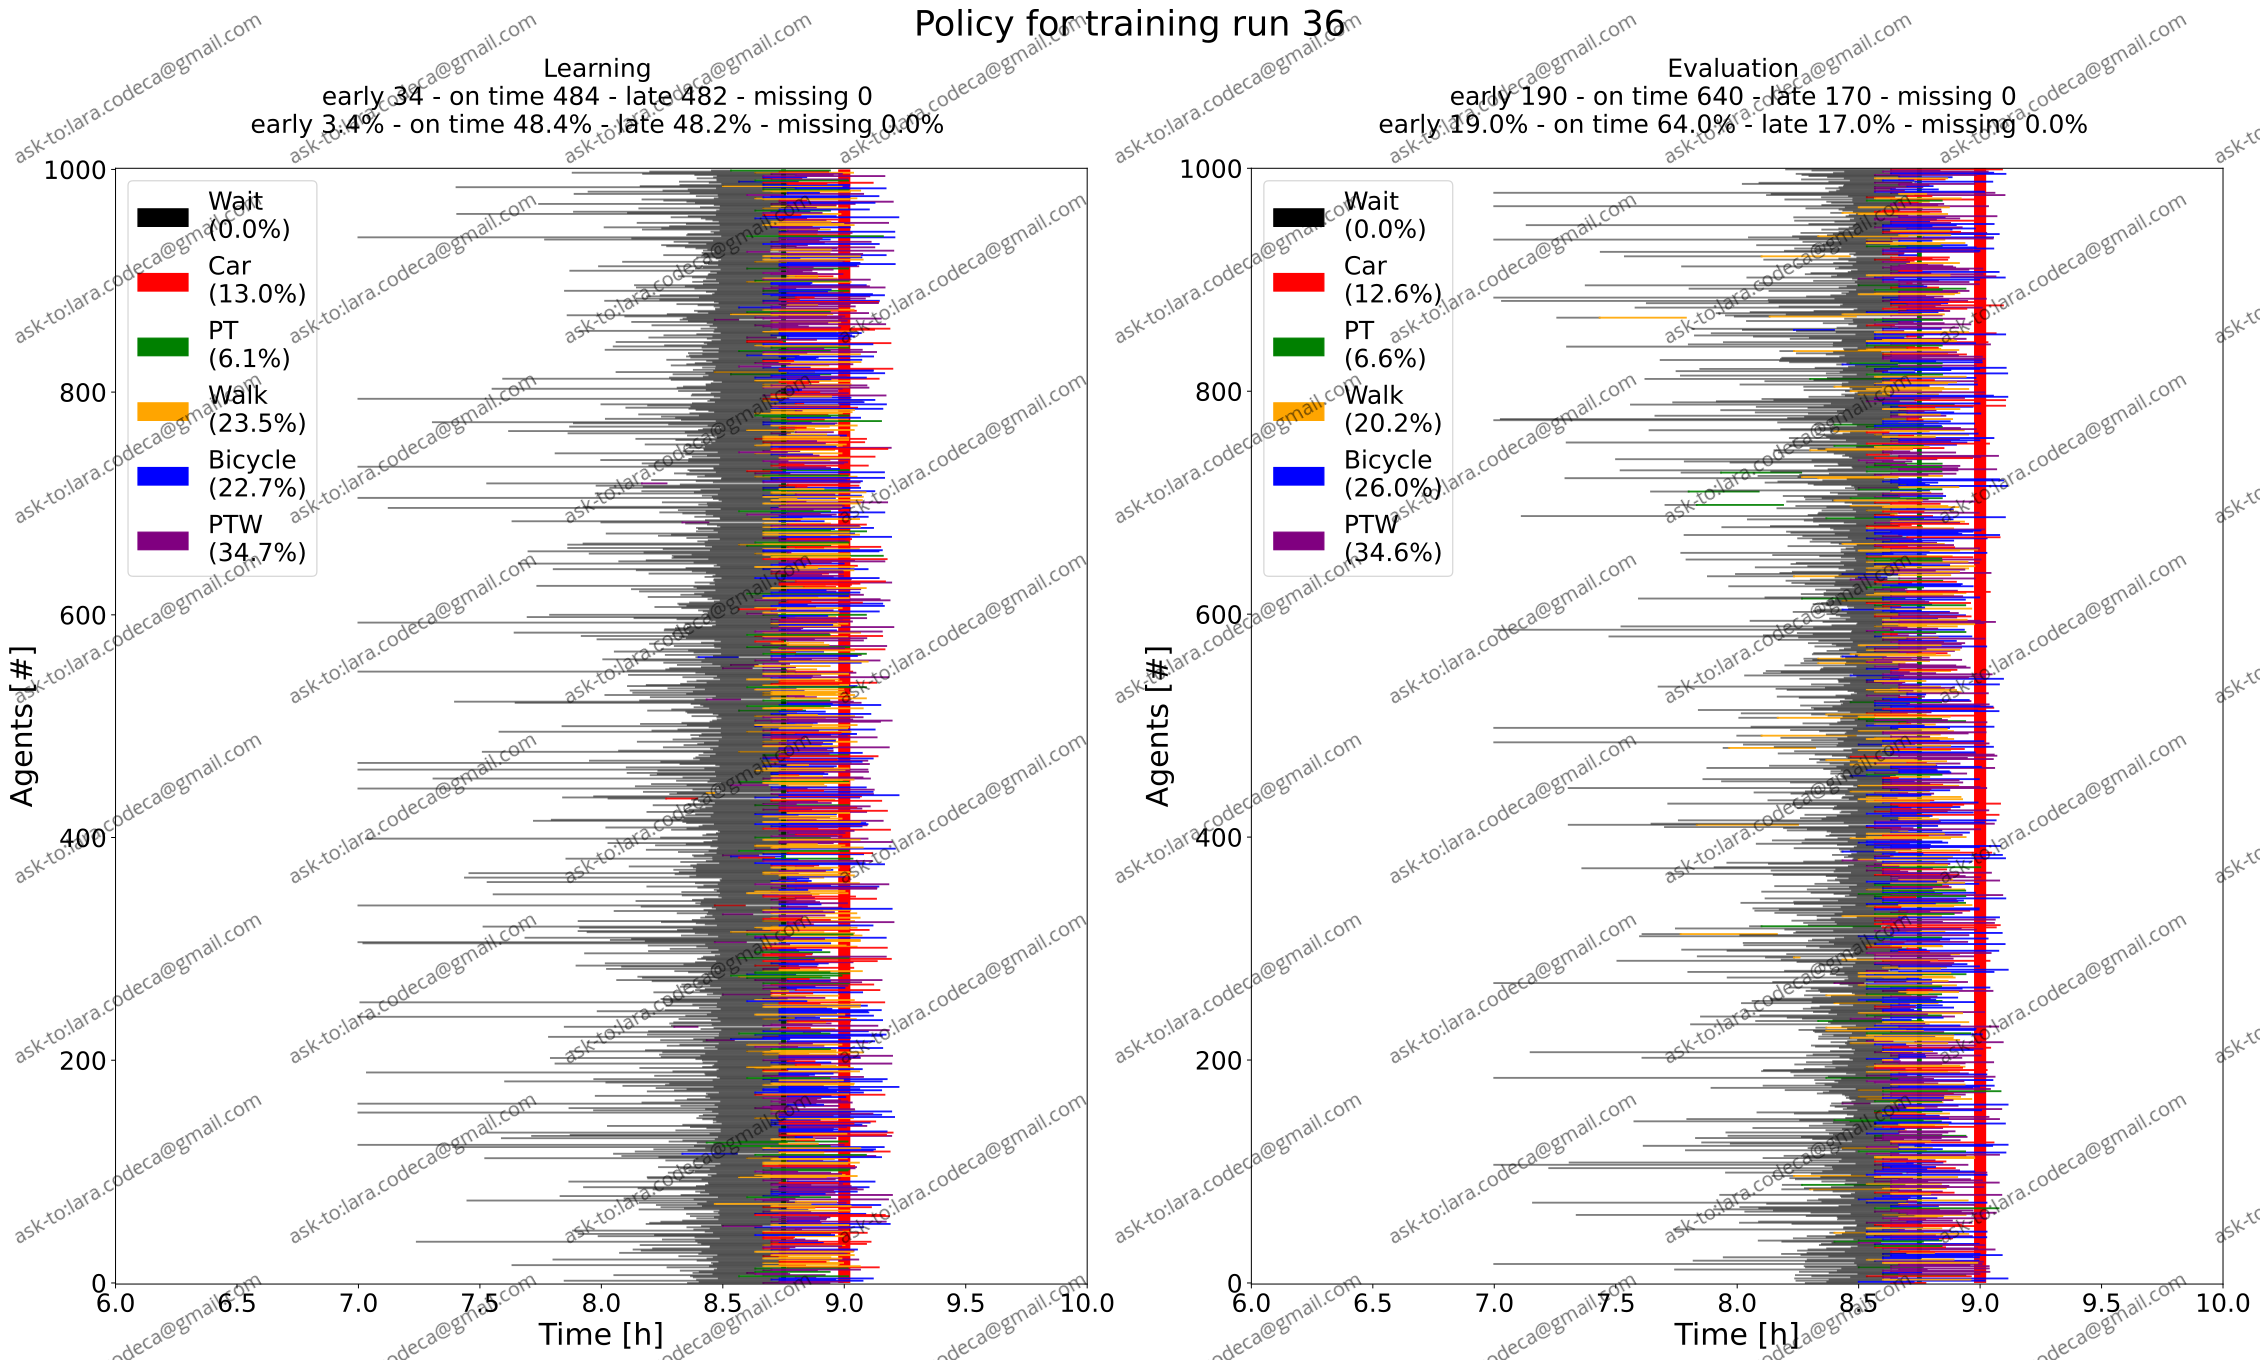 Policy for training run 36
Learning
early 34 - on time 484 - late 482 - missing 0
early 3.4% - on time 48.4% - late 48.2% - missing 0.0%
1000
800
600
400
200
0
Agents [#]
Wait
(0.0%)
Car
(13.0%)
PT
(6.1%)
Walk
(23.5%)
Bicycle
(22.7%)
PTW
(34.7%)
6.0 6.5 7.0 7.5 8.0 8.5 9.0 9.5 10.0
Time [h]
Evaluation
early 190 - on time 640 - late 170 - missing 0
early 19.0% - on time 64.0% - late 17.0% - missing 0.0%
1000
800
600
400
200
0
Agents [#]
Wait
(0.0%)
Car
(12.6%)
PT
(6.6%)
Walk
(20.2%)
Bicycle
(26.0%)
PTW
(34.6%)
6.0 6.5 7.0 7.5 8.0 8.5 9.0 9.5 10.0
Time [h]
ask-to:lara.codeca@gmail.com